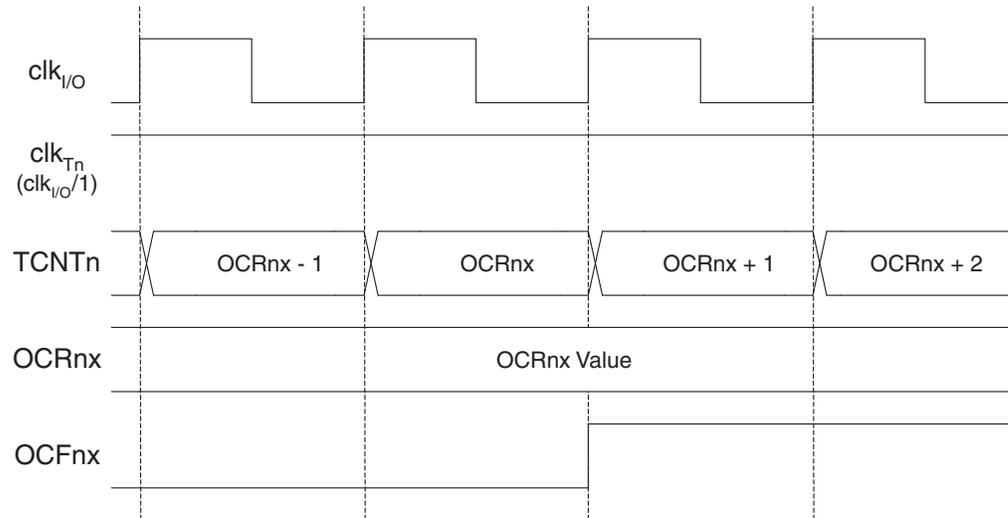 clkI/O
clkTn
(clkI/O/1)
TCNTn
OCRnx - 1
OCRnx
OCRnx + 1
OCRnx + 2
OCRnx
OCRnx Value
OCFnx